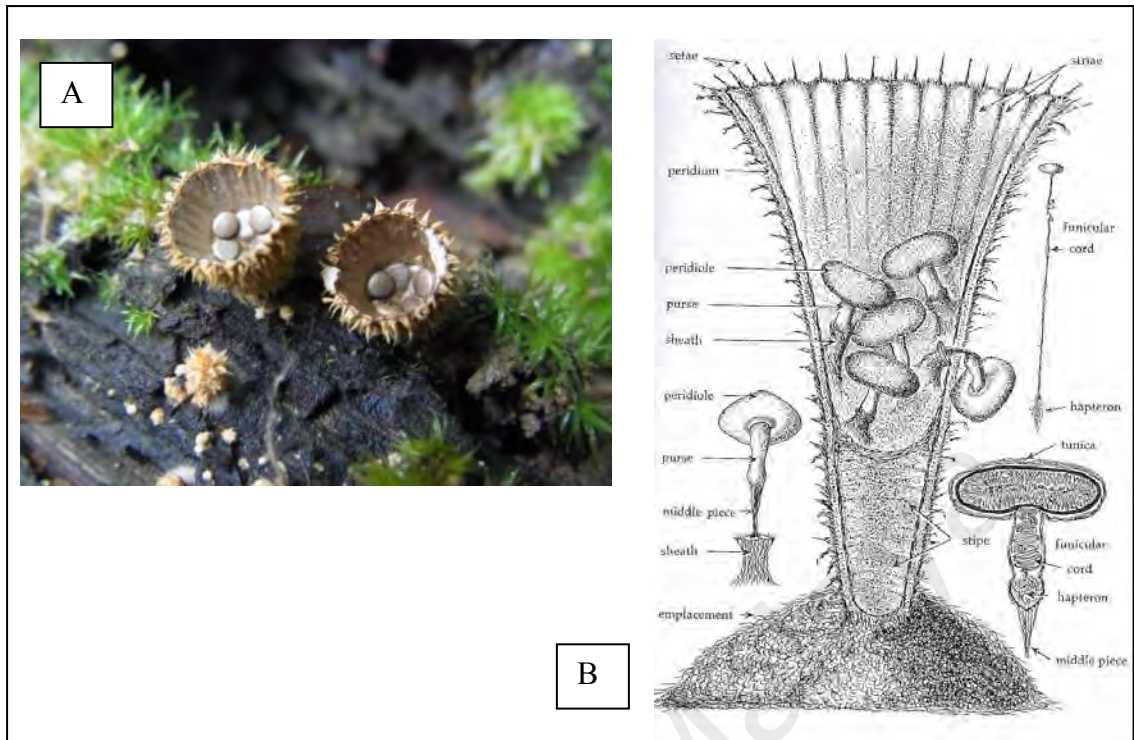 A
setae
striae
peridium
funicular
cord
peridiole
purse
sheath
peridiole
hapteron
tunica
purse
middle piece
stipe
sheath
funicular
cord
hapteron
emplacement
middle piece
B